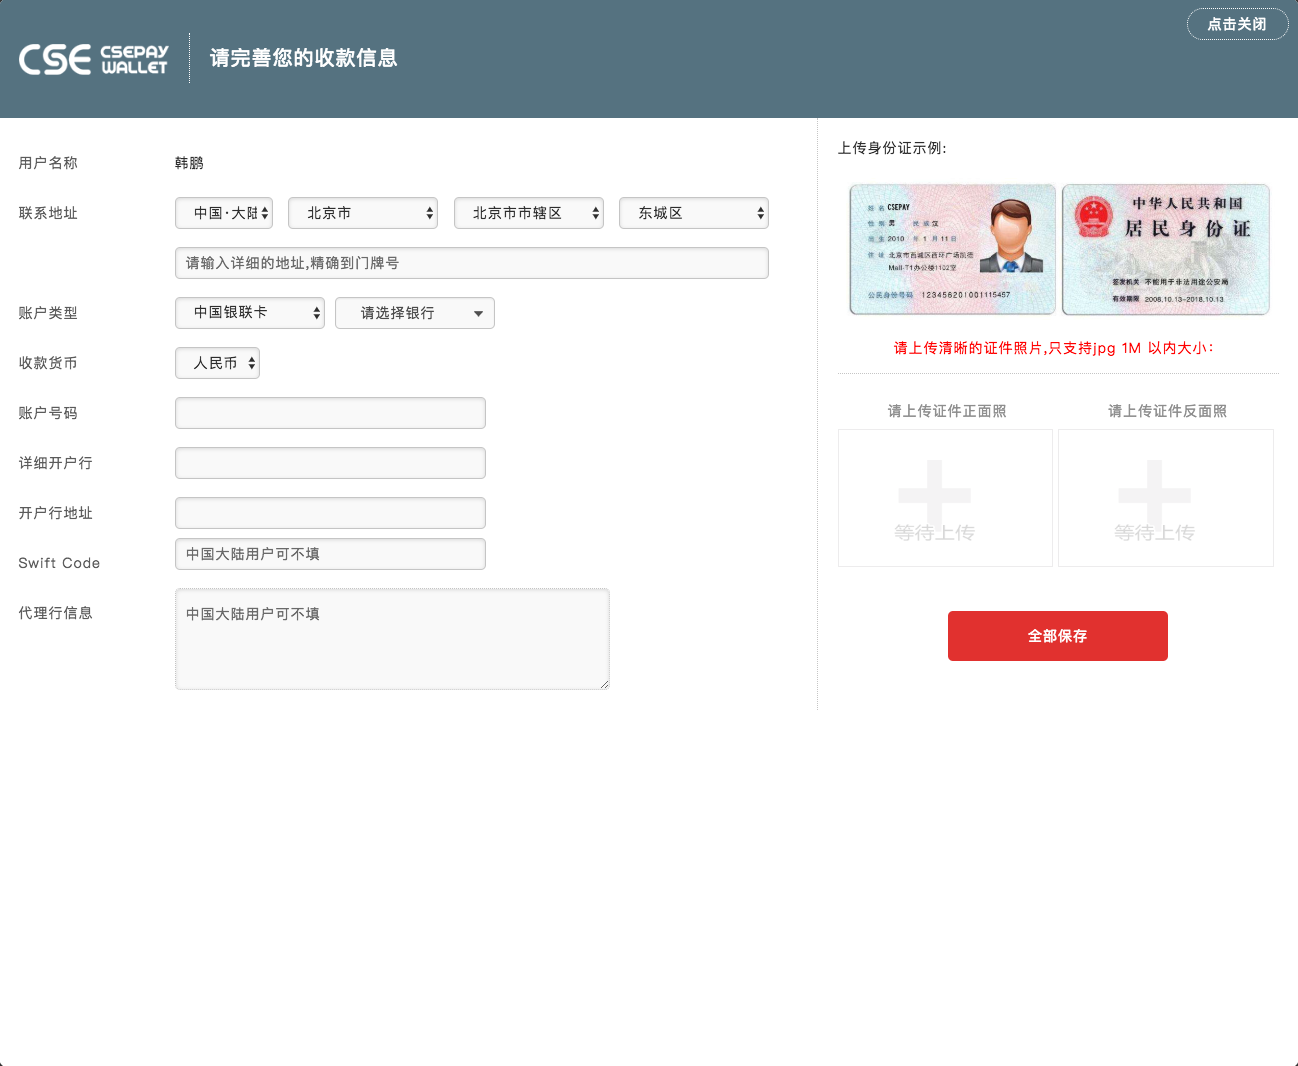 点击关闭
CSE CSEPAY WALLET
请完善您的收款信息
用户名称 韩鹏
联系地址 中国·大陆 北京市 北京市市辖区 东城区
请输入详细的地址,精确到门牌号
账户类型 中国银联卡 请选择银行
收款货币 人民币
账户号码
详细开户行
开户行地址
Swift Code 中国大陆用户可不填
代理行信息 中国大陆用户可不填
上传身份证示例:
姓 名 CSEPAY
性 别 男 民 族 汉
出 生 2010 年 1 月 11 日
住 址 北京市西城区西环广场凯德
Mall-T1办公楼1102室
公民身份号码 123456201001115457
中华人民共和国
居民身份证
签发机关 不能用于非法用途公安局
有效期限 2008.10.13-2018.10.13
请上传清晰的证件照片,只支持jpg 1M 以内大小:
请上传证件正面照 请上传证件反面照
等待上传 等待上传
全部保存